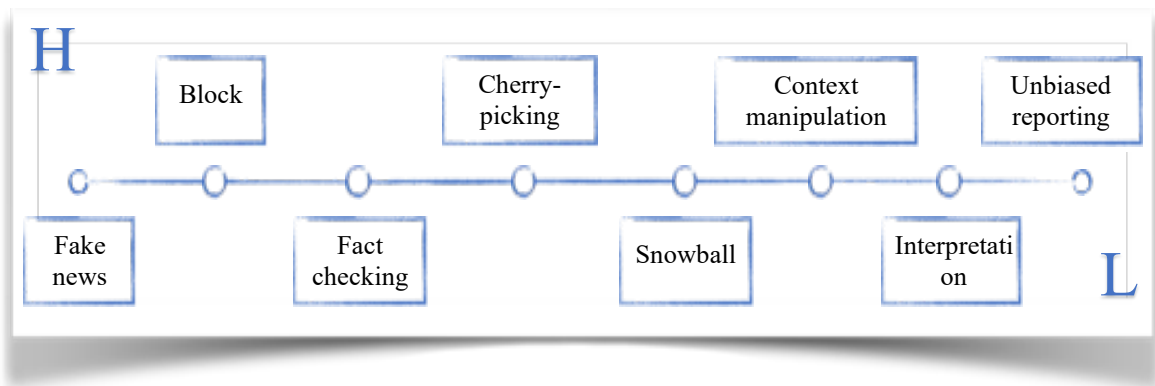 H
Block
Cherry-
picking
Context
manipulation
Unbiased
reporting
Fake
news
Fact
checking
Snowball
Interpretati
on
L